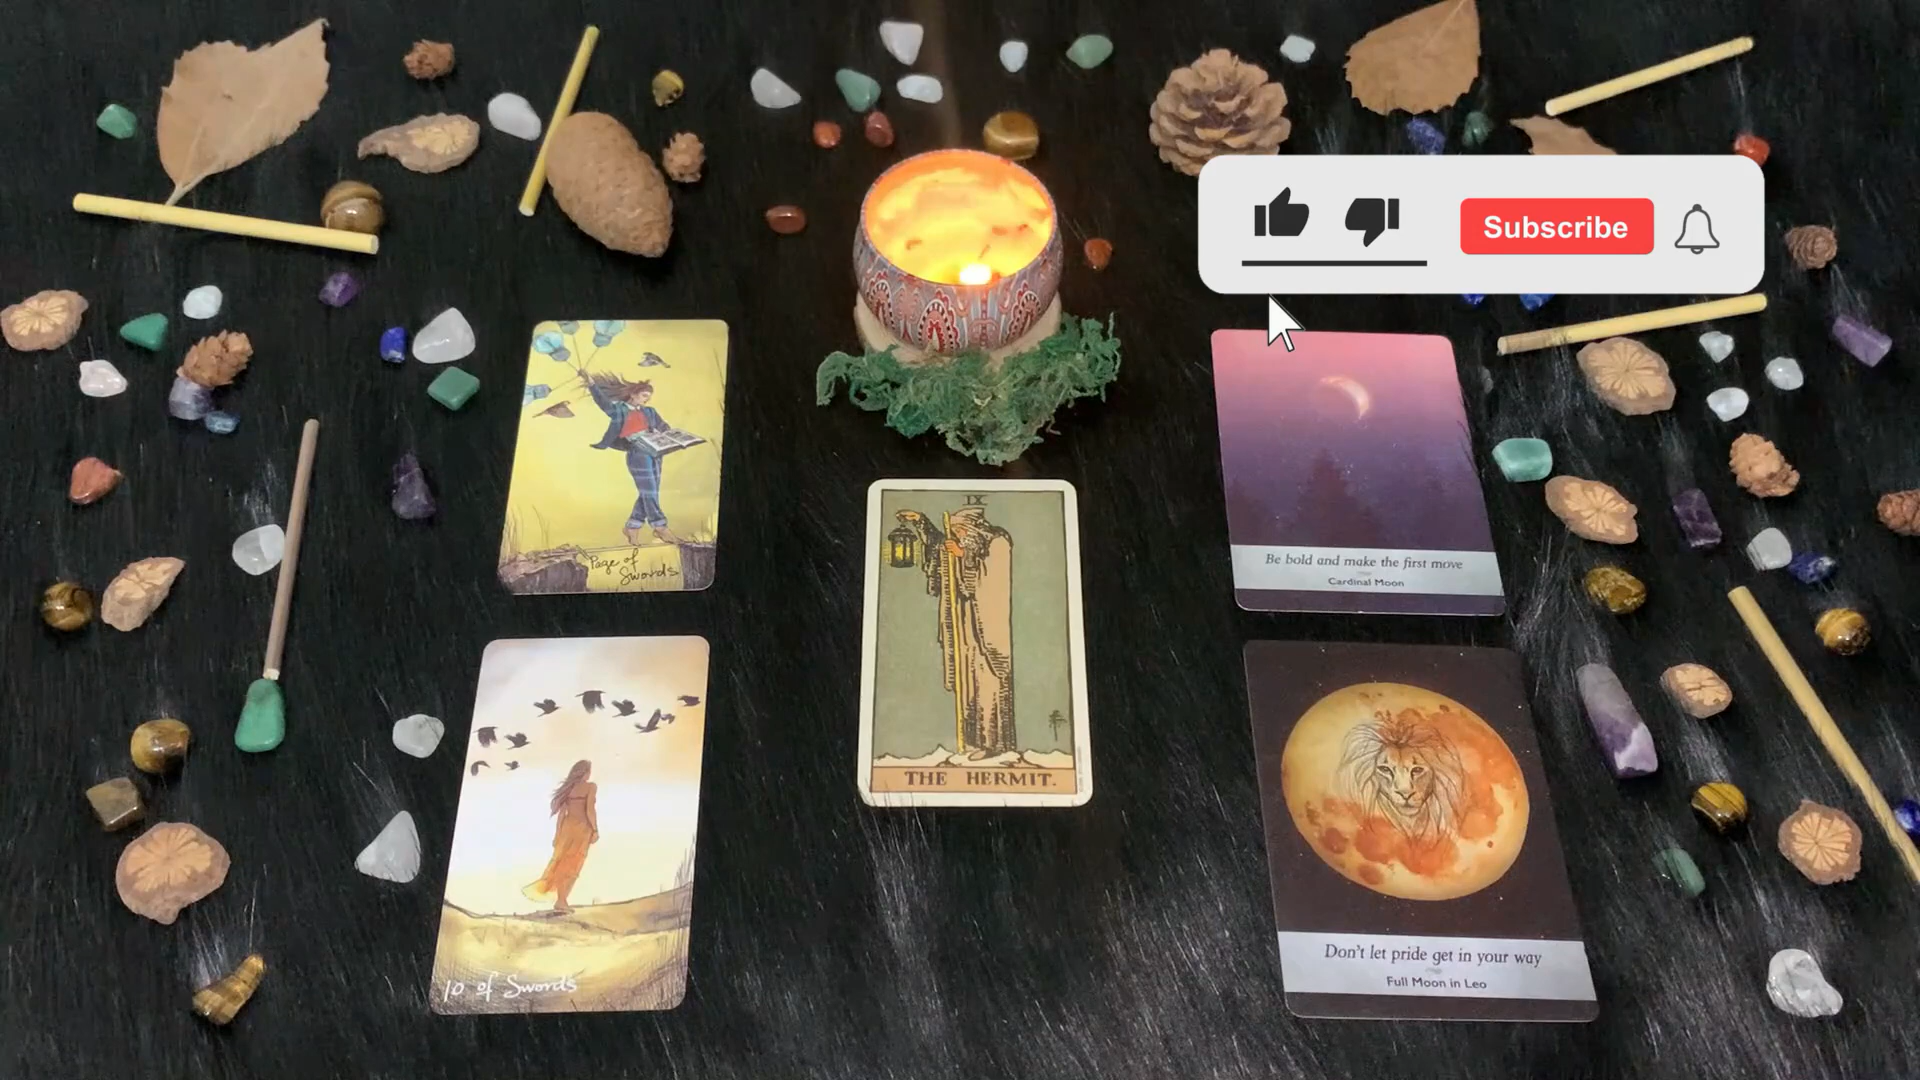 Subscribe
Page of
Swords
IX
THE HERMIT.
Be bold and make the first move
Cardinal Moon
10 of Swords
Don't let pride get in your way
Full Moon in Leo